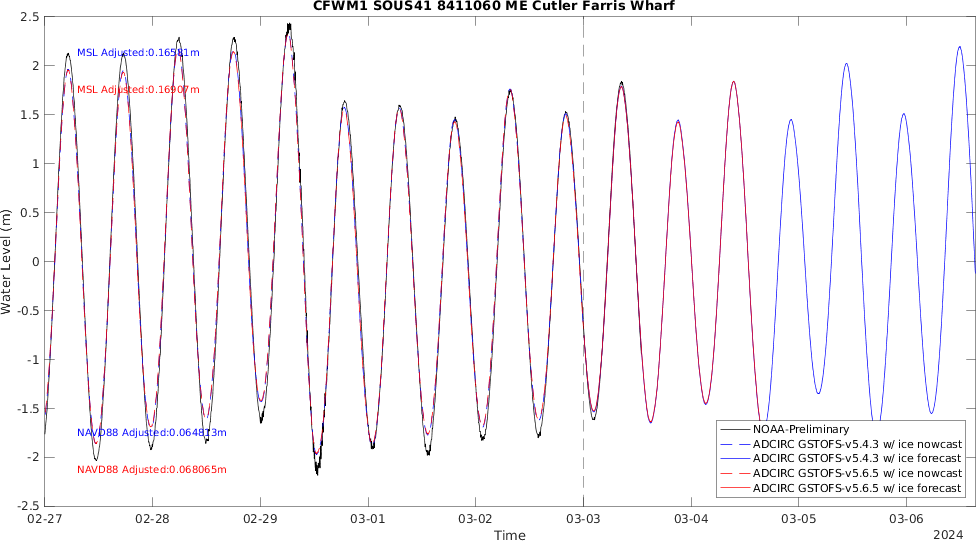 CFWM1 SOUS41 8411060 ME Cutler Farris Wharf
2.5
2
1.5
1
0.5
0
-0.5
-1
-1.5
-2
-2.5
Water Level (m)
MSL Adjusted:0.16581m
MSL Adjusted:0.16907m
NAVD88 Adjusted:0.064813m
NAVD88 Adjusted:0.068065m
NOAA-Preliminary
ADCIRC GSTOFS-v5.4.3 w/ ice nowcast
ADCIRC GSTOFS-v5.4.3 w/ ice forecast
ADCIRC GSTOFS-v5.6.5 w/ ice nowcast
ADCIRC GSTOFS-v5.6.5 w/ ice forecast
02-27 02-28 02-29 03-01 03-02 03-03 03-04 03-05 03-06
Time
2024